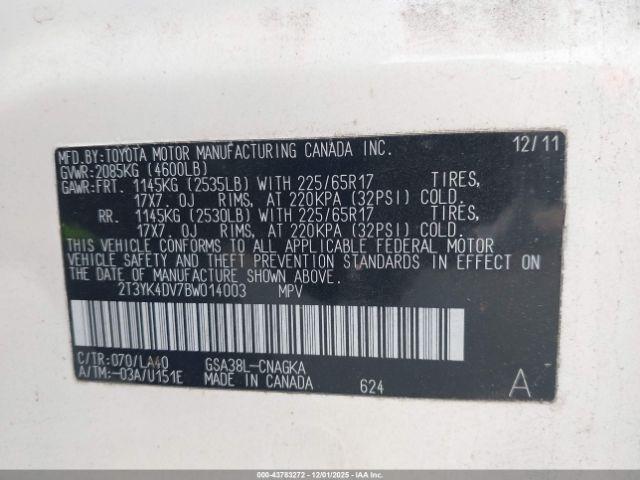 MFD.BY:TOYOTA MOTOR MANUFACTURING CANADA INC. 12/11
GVWR:2085KG (4600LB)
GAWR:FRT. 1145KG (2535LB) WITH 225/65R17 TIRES,
17X7.0J RIMS, AT 220KPA (32PSI) COLD.
RR. 1145KG (2530LB) WITH 225/65R17 TIRES,
17X7.0J RIMS, AT 220KPA (32PSI) COLD.
THIS VEHICLE CONFORMS TO ALL APPLICABLE FEDERAL MOTOR
VEHICLE SAFETY AND THEFT PREVENTION STANDARDS IN EFFECT ON
THE DATE OF MANUFACTURE SHOWN ABOVE.
2T3YK4DV7BW014003 MPV
C/TR:070/LA40 GSA38L-CNAGKA
A/TM:-03A/U151E MADE IN CANADA 624 A
000-43783272 • 12/01/2025 • IAAI.COM